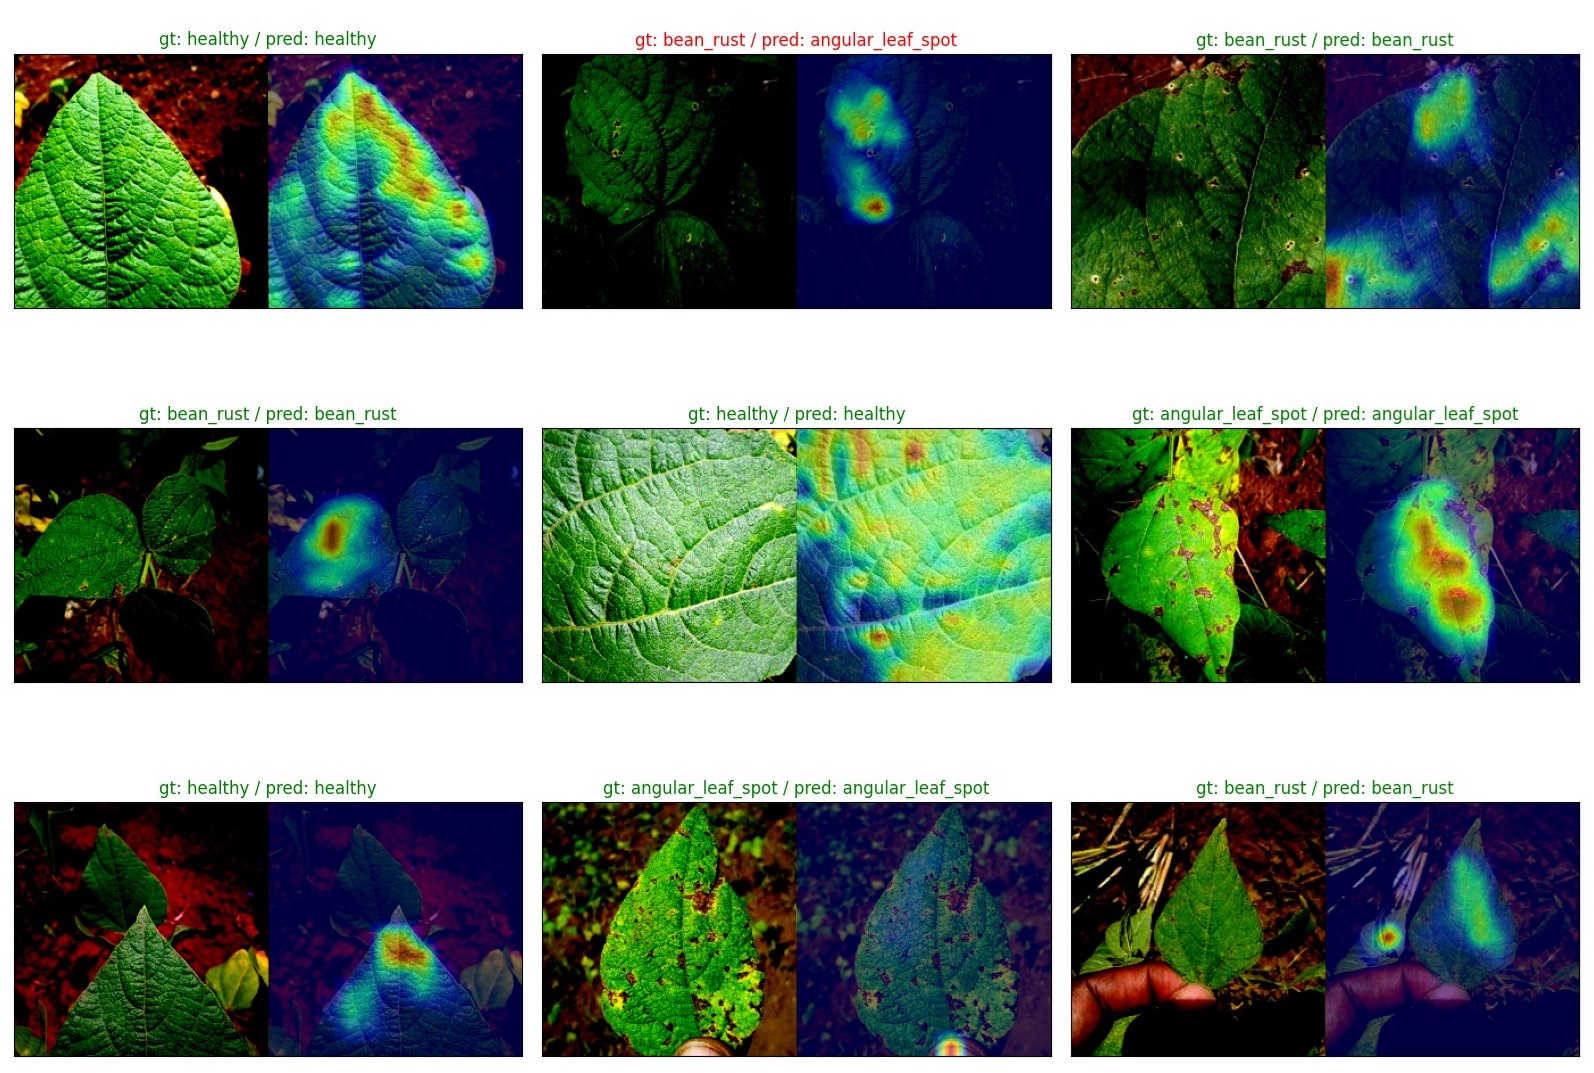 gt: healthy / pred: healthy
gt: bean_rust / pred: angular_leaf_spot
gt: bean_rust / pred: bean_rust
gt: bean_rust / pred: bean_rust
gt: healthy / pred: healthy
gt: angular_leaf_spot / pred: angular_leaf_spot
gt: healthy / pred: healthy
gt: angular_leaf_spot / pred: angular_leaf_spot
gt: bean_rust / pred: bean_rust